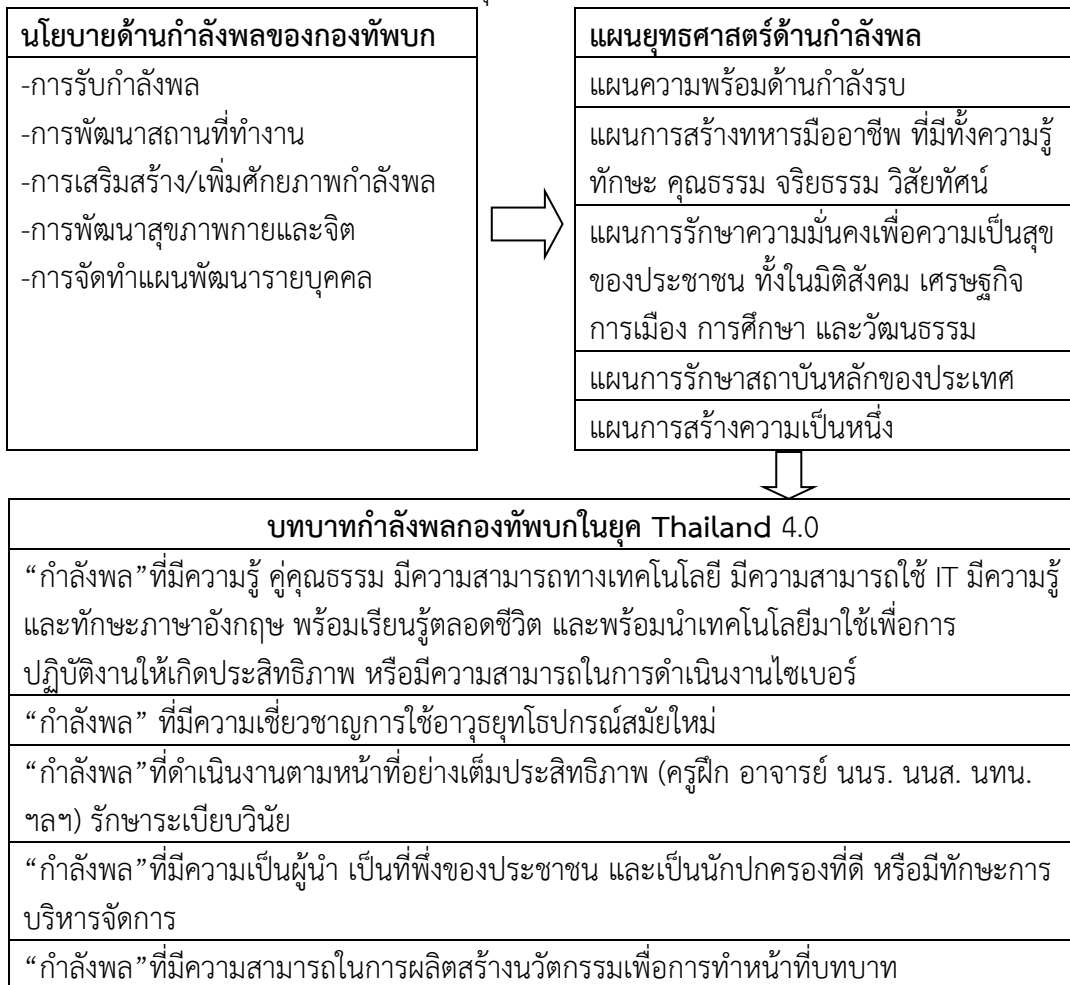 นโยบายด้านกำลังพลของกองทัพบก
-การรับกำลังพล
-การพัฒนาสถานที่ทำงาน
-การเสริมสร้าง/เพิ่มศักยภาพกำลังพล
-การพัฒนาสุขภาพกายและจิต
-การจัดทำแผนพัฒนารายบุคคล
แผนยุทธศาสตร์ด้านกำลังพล
แผนความพร้อมด้านกำลังรบ
แผนการสร้างทหารมืออาชีพ ที่มีทั้งความรู้
ทักษะ คุณธรรม จริยธรรม วิสัยทัศน์
แผนการรักษาความมั่นคงเพื่อความเป็นสุข
ของประชาชน ทั้งในมิติสังคม เศรษฐกิจ
การเมือง การศึกษา และวัฒนธรรม
แผนการรักษาสถาบันหลักของประเทศ
แผนการสร้างความเป็นหนึ่ง
บทบาทกำลังพลกองทัพบกในยุค Thailand 4.0
“กำลังพล”ที่มีความรู้ คู่คุณธรรม มีความสามารถทางเทคโนโลยี มีความสามารถใช้ IT มีความรู้
และทักษะภาษาอังกฤษ พร้อมเรียนรู้ตลอดชีวิต และพร้อมนำเทคโนโลยีมาใช้เพื่อการ
ปฏิบัติงานให้เกิดประสิทธิภาพ หรือมีความสามารถในการดำเนินงานไซเบอร์
“กำลังพล” ที่มีความเชี่ยวชาญการใช้อาวุธยุทโธปกรณ์สมัยใหม่
“กำลังพล”ที่ดำเนินงานตามหน้าที่อย่างเต็มประสิทธิภาพ (ครูฝึก อาจารย์ นนร. นนส. นทน.
ฯลฯ) รักษาระเบียบวินัย
“กำลังพล”ที่มีความเป็นผู้นำ เป็นที่พึ่งของประชาชน และเป็นนักปกครองที่ดี หรือมีทักษะการ
บริหารจัดการ
“กำลังพล”ที่มีความสามารถในการผลิตสร้างนวัตกรรมเพื่อการทำหน้าที่บทบาท